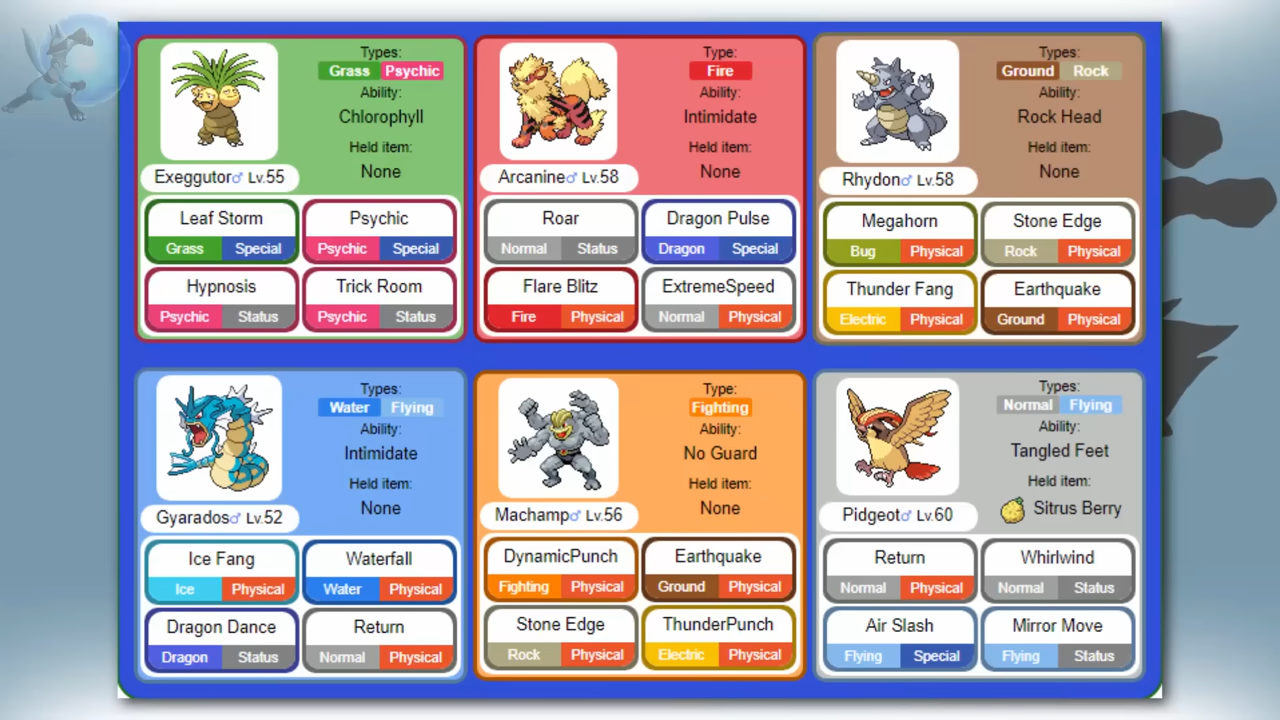 Types:
Grass Psychic
Ability:
Chlorophyll
Held item:
None
Exeggutor♂ Lv.55
Leaf Storm
Grass Special
Psychic
Psychic Special
Hypnosis
Psychic Status
Trick Room
Psychic Status
Type:
Fire
Ability:
Intimidate
Held item:
None
Arcanine♂ Lv.58
Roar
Normal Status
Dragon Pulse
Dragon Special
Flare Blitz
Fire Physical
ExtremeSpeed
Normal Physical
Types:
Ground Rock
Ability:
Rock Head
Held item:
None
Rhydon♂ Lv.58
Megahorn
Bug Physical
Stone Edge
Rock Physical
Thunder Fang
Electric Physical
Earthquake
Ground Physical
Types:
Water Flying
Ability:
Intimidate
Held item:
None
Gyarados♂ Lv.52
Ice Fang
Ice Physical
Waterfall
Water Physical
Dragon Dance
Dragon Status
Return
Normal Physical
Type:
Fighting
Ability:
No Guard
Held item:
None
Machamp♂ Lv.56
DynamicPunch
Fighting Physical
Earthquake
Ground Physical
Stone Edge
Rock Physical
ThunderPunch
Electric Physical
Types:
Normal Flying
Ability:
Tangled Feet
Held item:
Sitrus Berry
Pidgeot♂ Lv.60
Return
Normal Physical
Whirlwind
Normal Status
Air Slash
Flying Special
Mirror Move
Flying Status